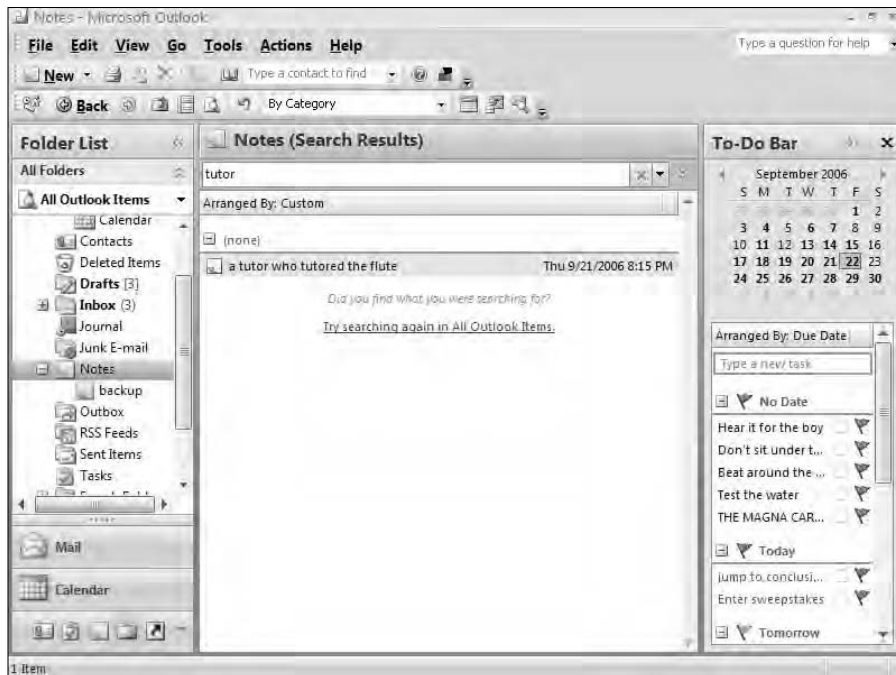 Notes - Microsoft Outlook
File Edit View Go Tools Actions Help
Type a question for help
New
Type a contact to find
Back
By Category
Folder List
All Folders
All Outlook Items
Calendar
Contacts
Deleted Items
Drafts [3]
Inbox (3)
Journal
Junk E-mail
Notes
backup
Outbox
RSS Feeds
Sent Items
Tasks
Mail
Calendar
Notes (Search Results)
tutor
Arranged By: Custom
(none)
a tutor who tutored the flute Thu 9/21/2006 8:15 PM
Did you find what you were searching for?
Try searching again in All Outlook Items.
To-Do Bar
September 2006
S M T W T F S
1 2
3 4 5 6 7 8 9
10 11 12 13 14 15 16
17 18 19 20 21 22 23
24 25 26 27 28 29 30
Arranged By: Due Date
Type a new task
No Date
Hear it for the boy
Don't sit under t...
Beat around the ...
Test the water
THE MAGNA CAR...
Today
jump to conclusi...
Enter sweepstakes
Tomorrow
1 Item